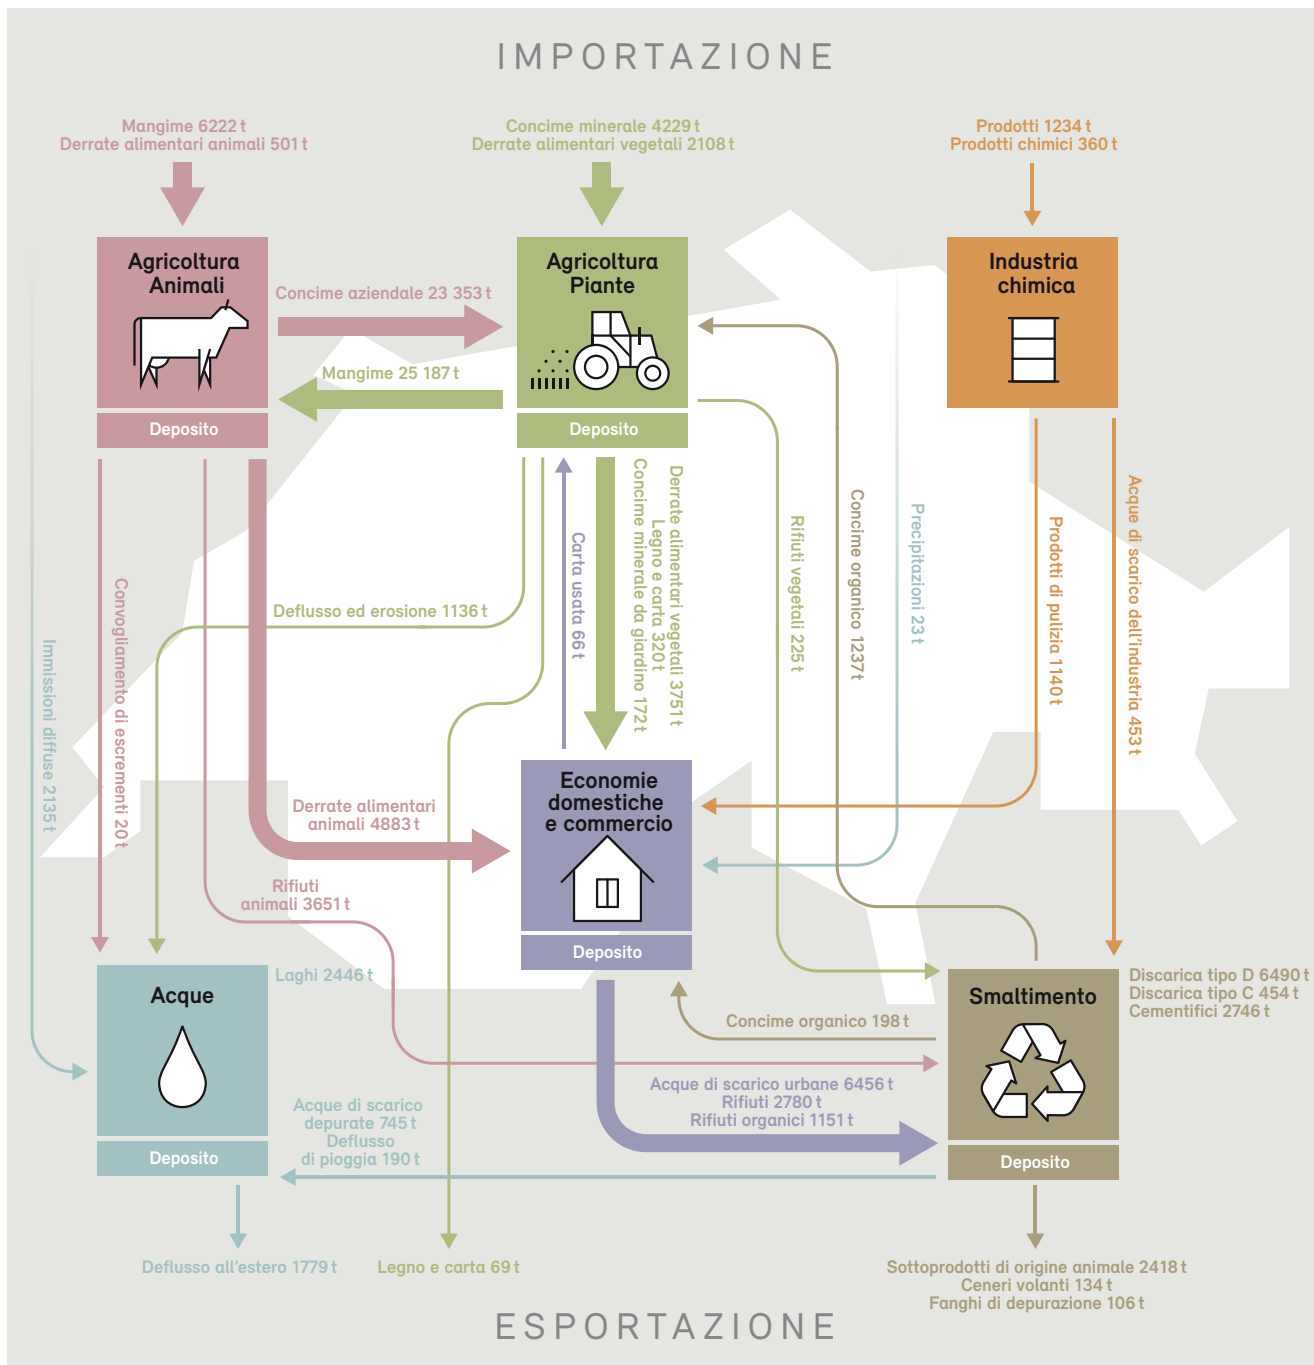 IMPORTAZIONE
Mangime 6222 t
Derrate alimentari animali 501 t
Concime minerale 4229 t
Derrate alimentari vegetali 2108 t
Prodotti 1234 t
Prodotti chimici 360 t
Agricoltura
Animali
Deposito
Concime aziendale 23 353 t
Mangime 25 187 t
Agricoltura
Piante
Deposito
Industria
chimica
Immissioni diffuse 2135 t
Convogliamento di escrementi 20 t
Deflusso ed erosione 1136 t
Carta usata 66 t
Derrate alimentari vegetali 3751 t
Legno e carta 320 t
Concime minerale da giardino 172 t
Rifiuti vegetali 225 t
Concime organico 1237 t
Precipitazioni 23 t
Prodotti di pulizia 1140 t
Acque di scarico dell'industria 453 t
Derrate alimentari
animali 4883 t
Rifiuti
animali 3651 t
Economie
domestiche
e commercio
Deposito
Acque
Deposito
Laghi 2446 t
Concime organico 198 t
Smaltimento
Deposito
Discarica tipo D 6490 t
Discarica tipo C 454 t
Cementifici 2746 t
Acque di scarico urbane 6456 t
Rifiuti 2780 t
Rifiuti organici 1151 t
Acque di scarico
depurate 745 t
Deflusso
di pioggia 190 t
Deflusso all'estero 1779 t
Legno e carta 69 t
Sottoprodotti di origine animale 2418 t
Ceneri volanti 134 t
Fanghi di depurazione 106 t
ESPORTAZIONE